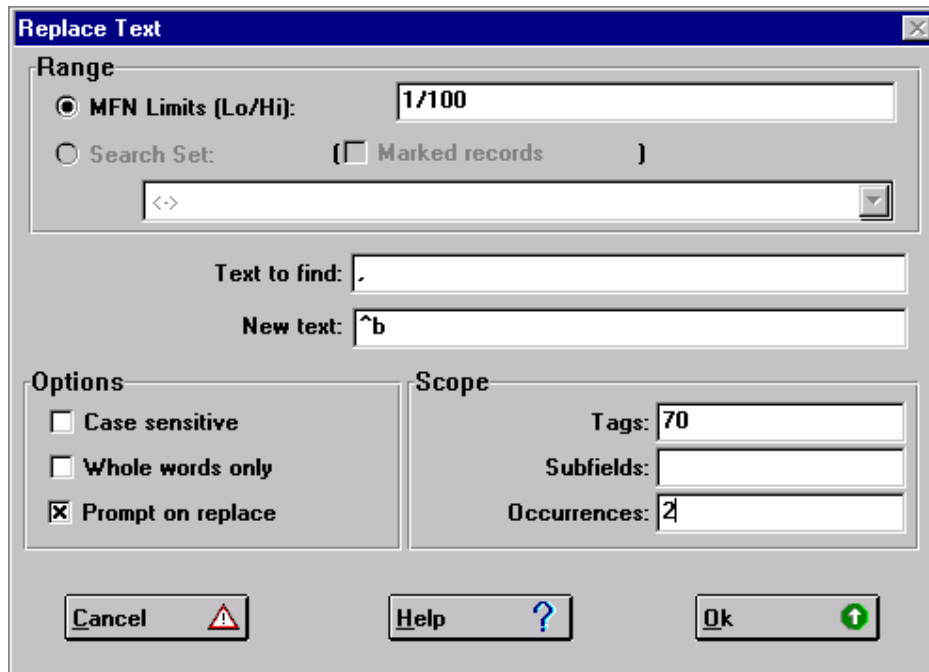 Replace Text
Range
MFN Limits (Lo/Hi): 1/100
Search Set: ( Marked records )
<->
Text to find: ,
New text: ^b
Options
Scope
Case sensitive
Tags: 70
Whole words only
Subfields:
Prompt on replace
Occurrences: 2
Cancel
Help ?
Ok